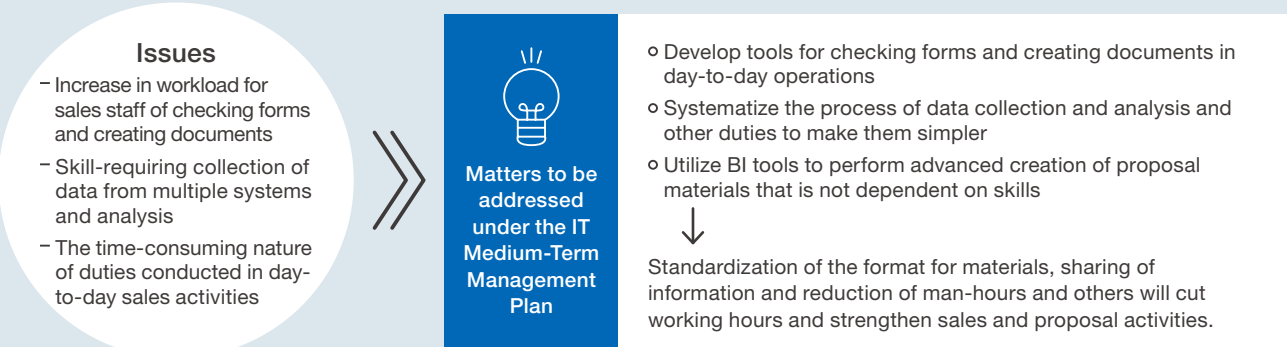 Issues
– Increase in workload for
sales staff of checking forms
and creating documents
– Skill-requiring collection of
data from multiple systems
and analysis
– The time-consuming nature
of duties conducted in day-
to-day sales activities
Matters to be
addressed
under the IT
Medium-Term
Management
Plan
Develop tools for checking forms and creating documents in
day-to-day operations
Systematize the process of data collection and analysis and
other duties to make them simpler
Utilize BI tools to perform advanced creation of proposal
materials that is not dependent on skills
Standardization of the format for materials, sharing of
information and reduction of man-hours and others will cut
working hours and strengthen sales and proposal activities.